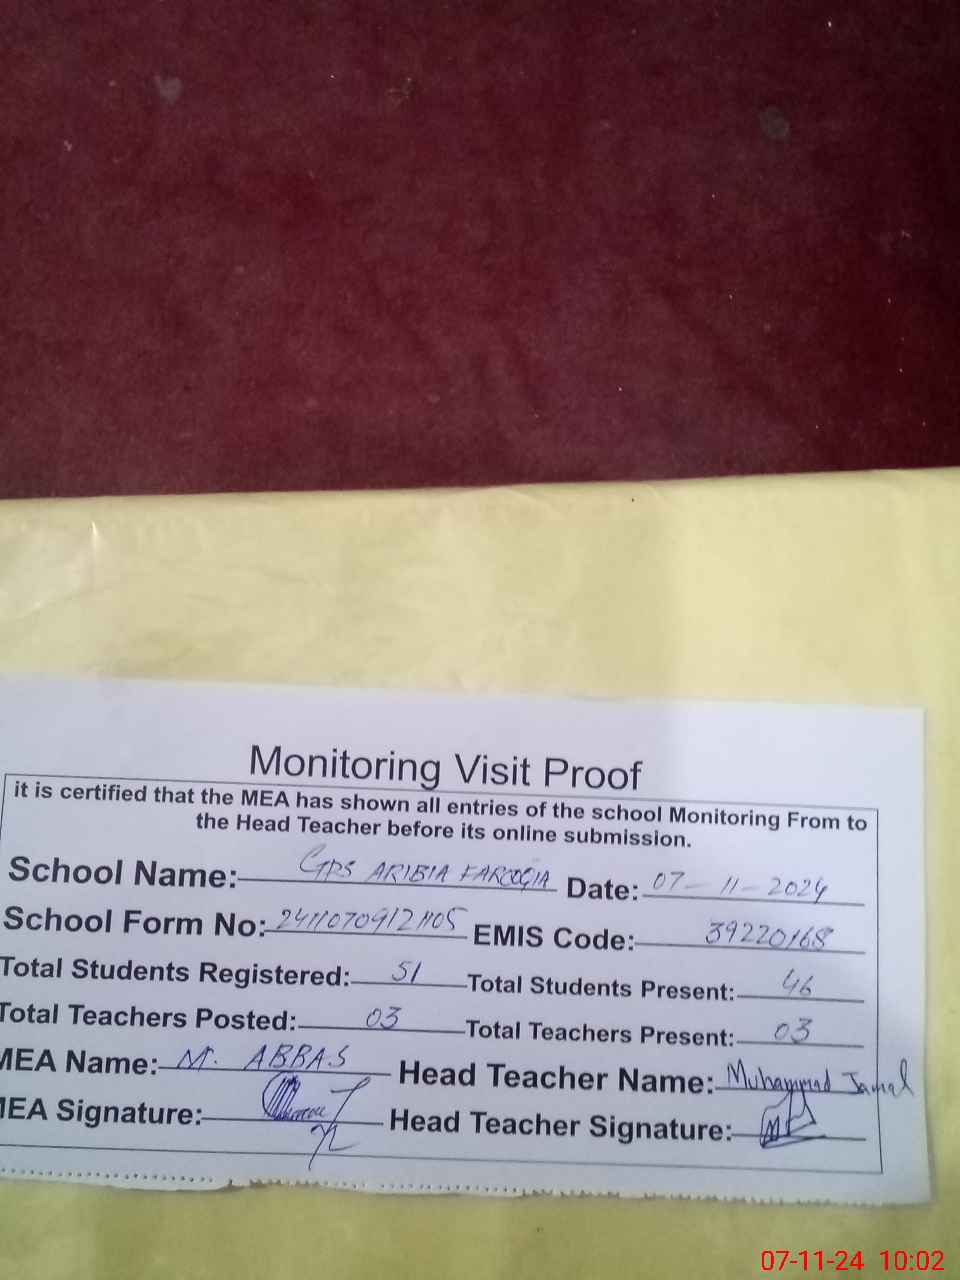 Monitoring Visit Proof
it is certified that the MEA has shown all entries of the school Monitoring From to
the Head Teacher before its online submission.
School Name: GPS ARIBIA FAROOQIA Date: 07-11-2024
School Form No: 24110709121105 EMIS Code: 39220168
Total Students Registered: 51 Total Students Present: 46
Total Teachers Posted: 03 Total Teachers Present: 03
MEA Name: M. ABBAS Head Teacher Name: Muhammad Jamal
MEA Signature: Head Teacher Signature:
07-11-24 10:02